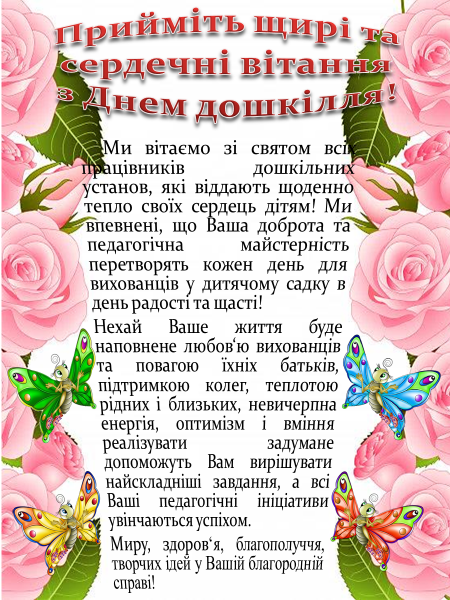 Прийміть щирі та
сердечні вітання
з Днем дошкілля!
Ми вітаємо зі святом всіх
працівників дошкільних
установ, які віддають щоденно
тепло своїх сердець дітям! Ми
впевнені, що Ваша доброта та
педагогічна майстерність
перетворять кожен день для
вихованців у дитячому садку в
день радості та щасті!
Нехай Ваше життя буде
наповнене любов'ю вихованців
та повагою їхніх батьків,
підтримкою колег, теплотою
рідних і близьких, невичерпна
енергія, оптимізм і вміння
реалізувати задумане
допоможуть Вам вирішувати
найскладніші завдання, а всі
Ваші педагогічні ініціативи
увінчаються успіхом.
Миру, здоров'я, благополуччя,
творчих ідей у Вашій благородній
справі!